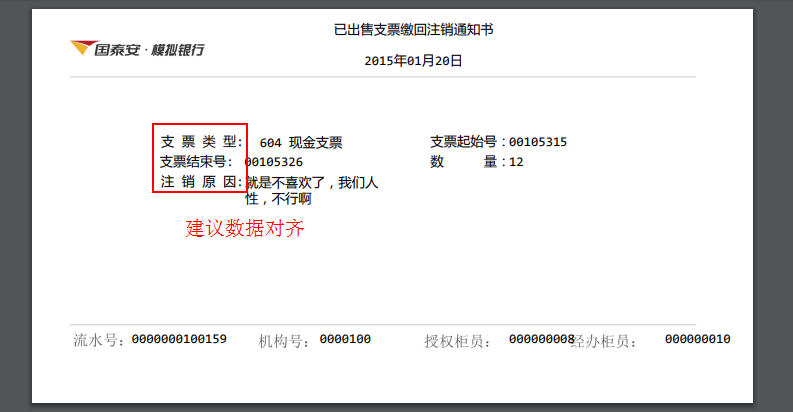 已出售支票缴回注销通知书
国泰安·模拟银行
2015年01月20日
支 票 类 型: 604 现金支票 支票起始号:00105315
支票结束号: 00105326 数 量:12
注 销 原 因:就是不喜欢了，我们人
性，不行啊
建议数据对齐
流水号: 0000000100159 机构号: 0000100 授权柜员: 000000008 经办柜员: 000000010